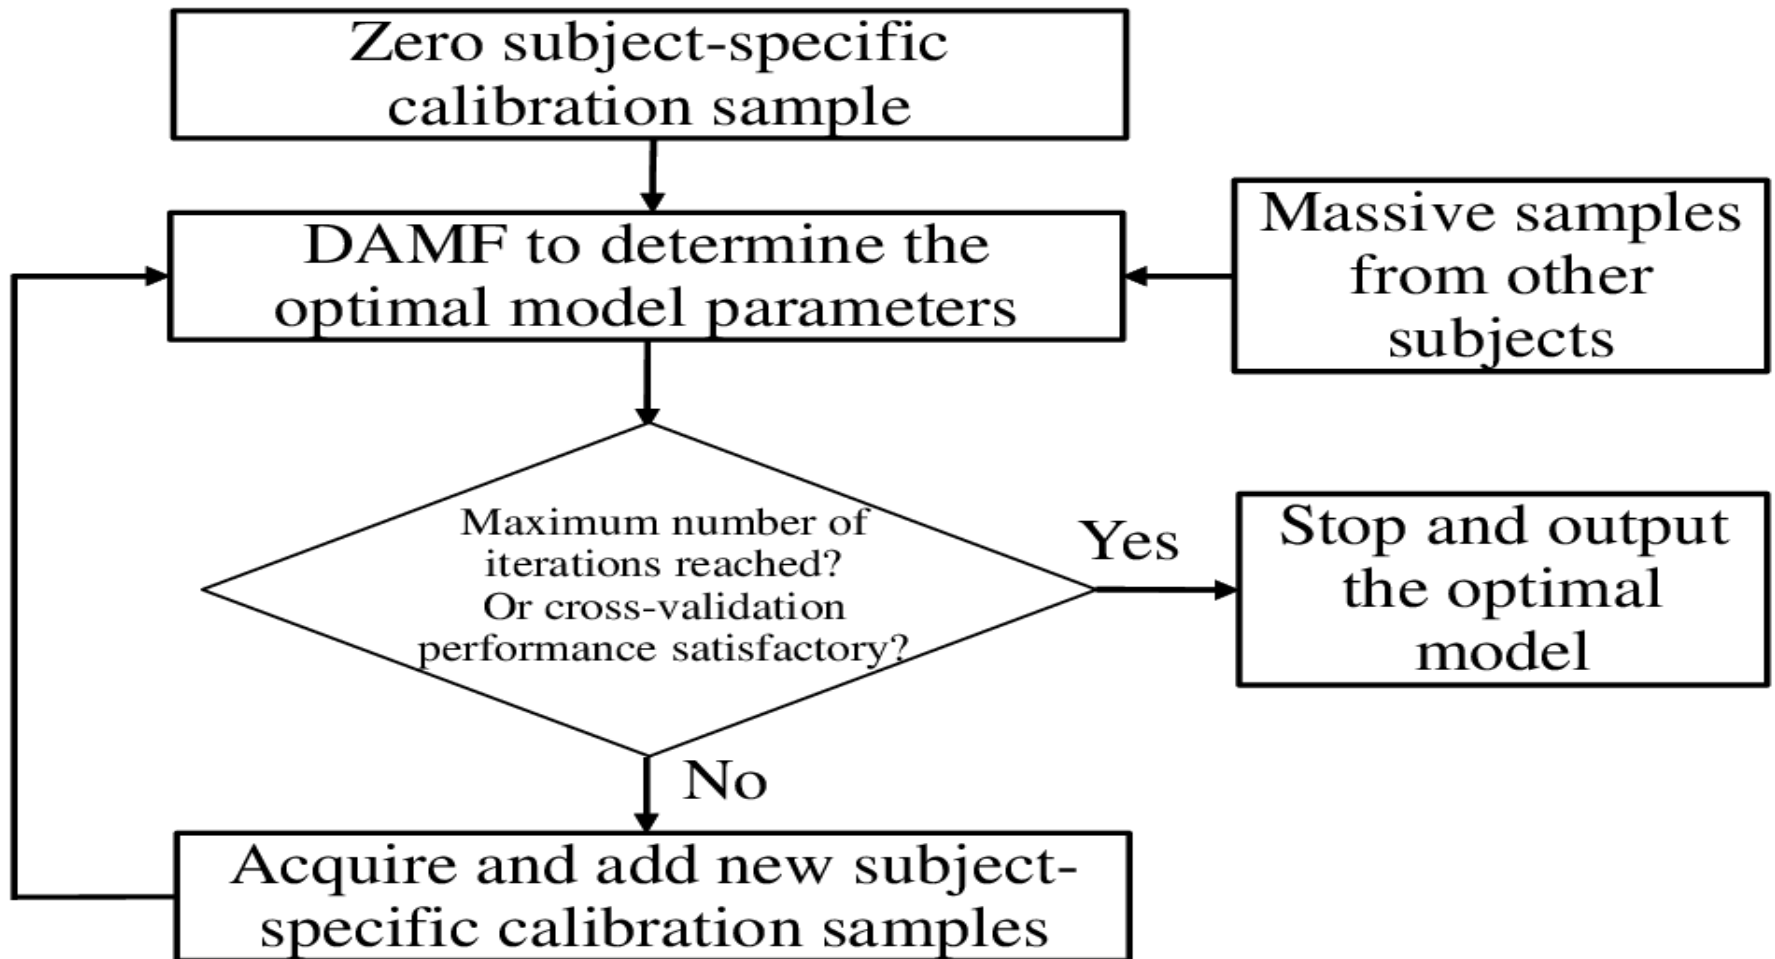 Zero subject-specific
calibration sample
DAMF to determine the
optimal model parameters
Massive samples
from other
subjects
Maximum number of
iterations reached?
Or cross-validation
performance satisfactory?
Yes
Stop and output
the optimal
model
No
Acquire and add new subject-
specific calibration samples